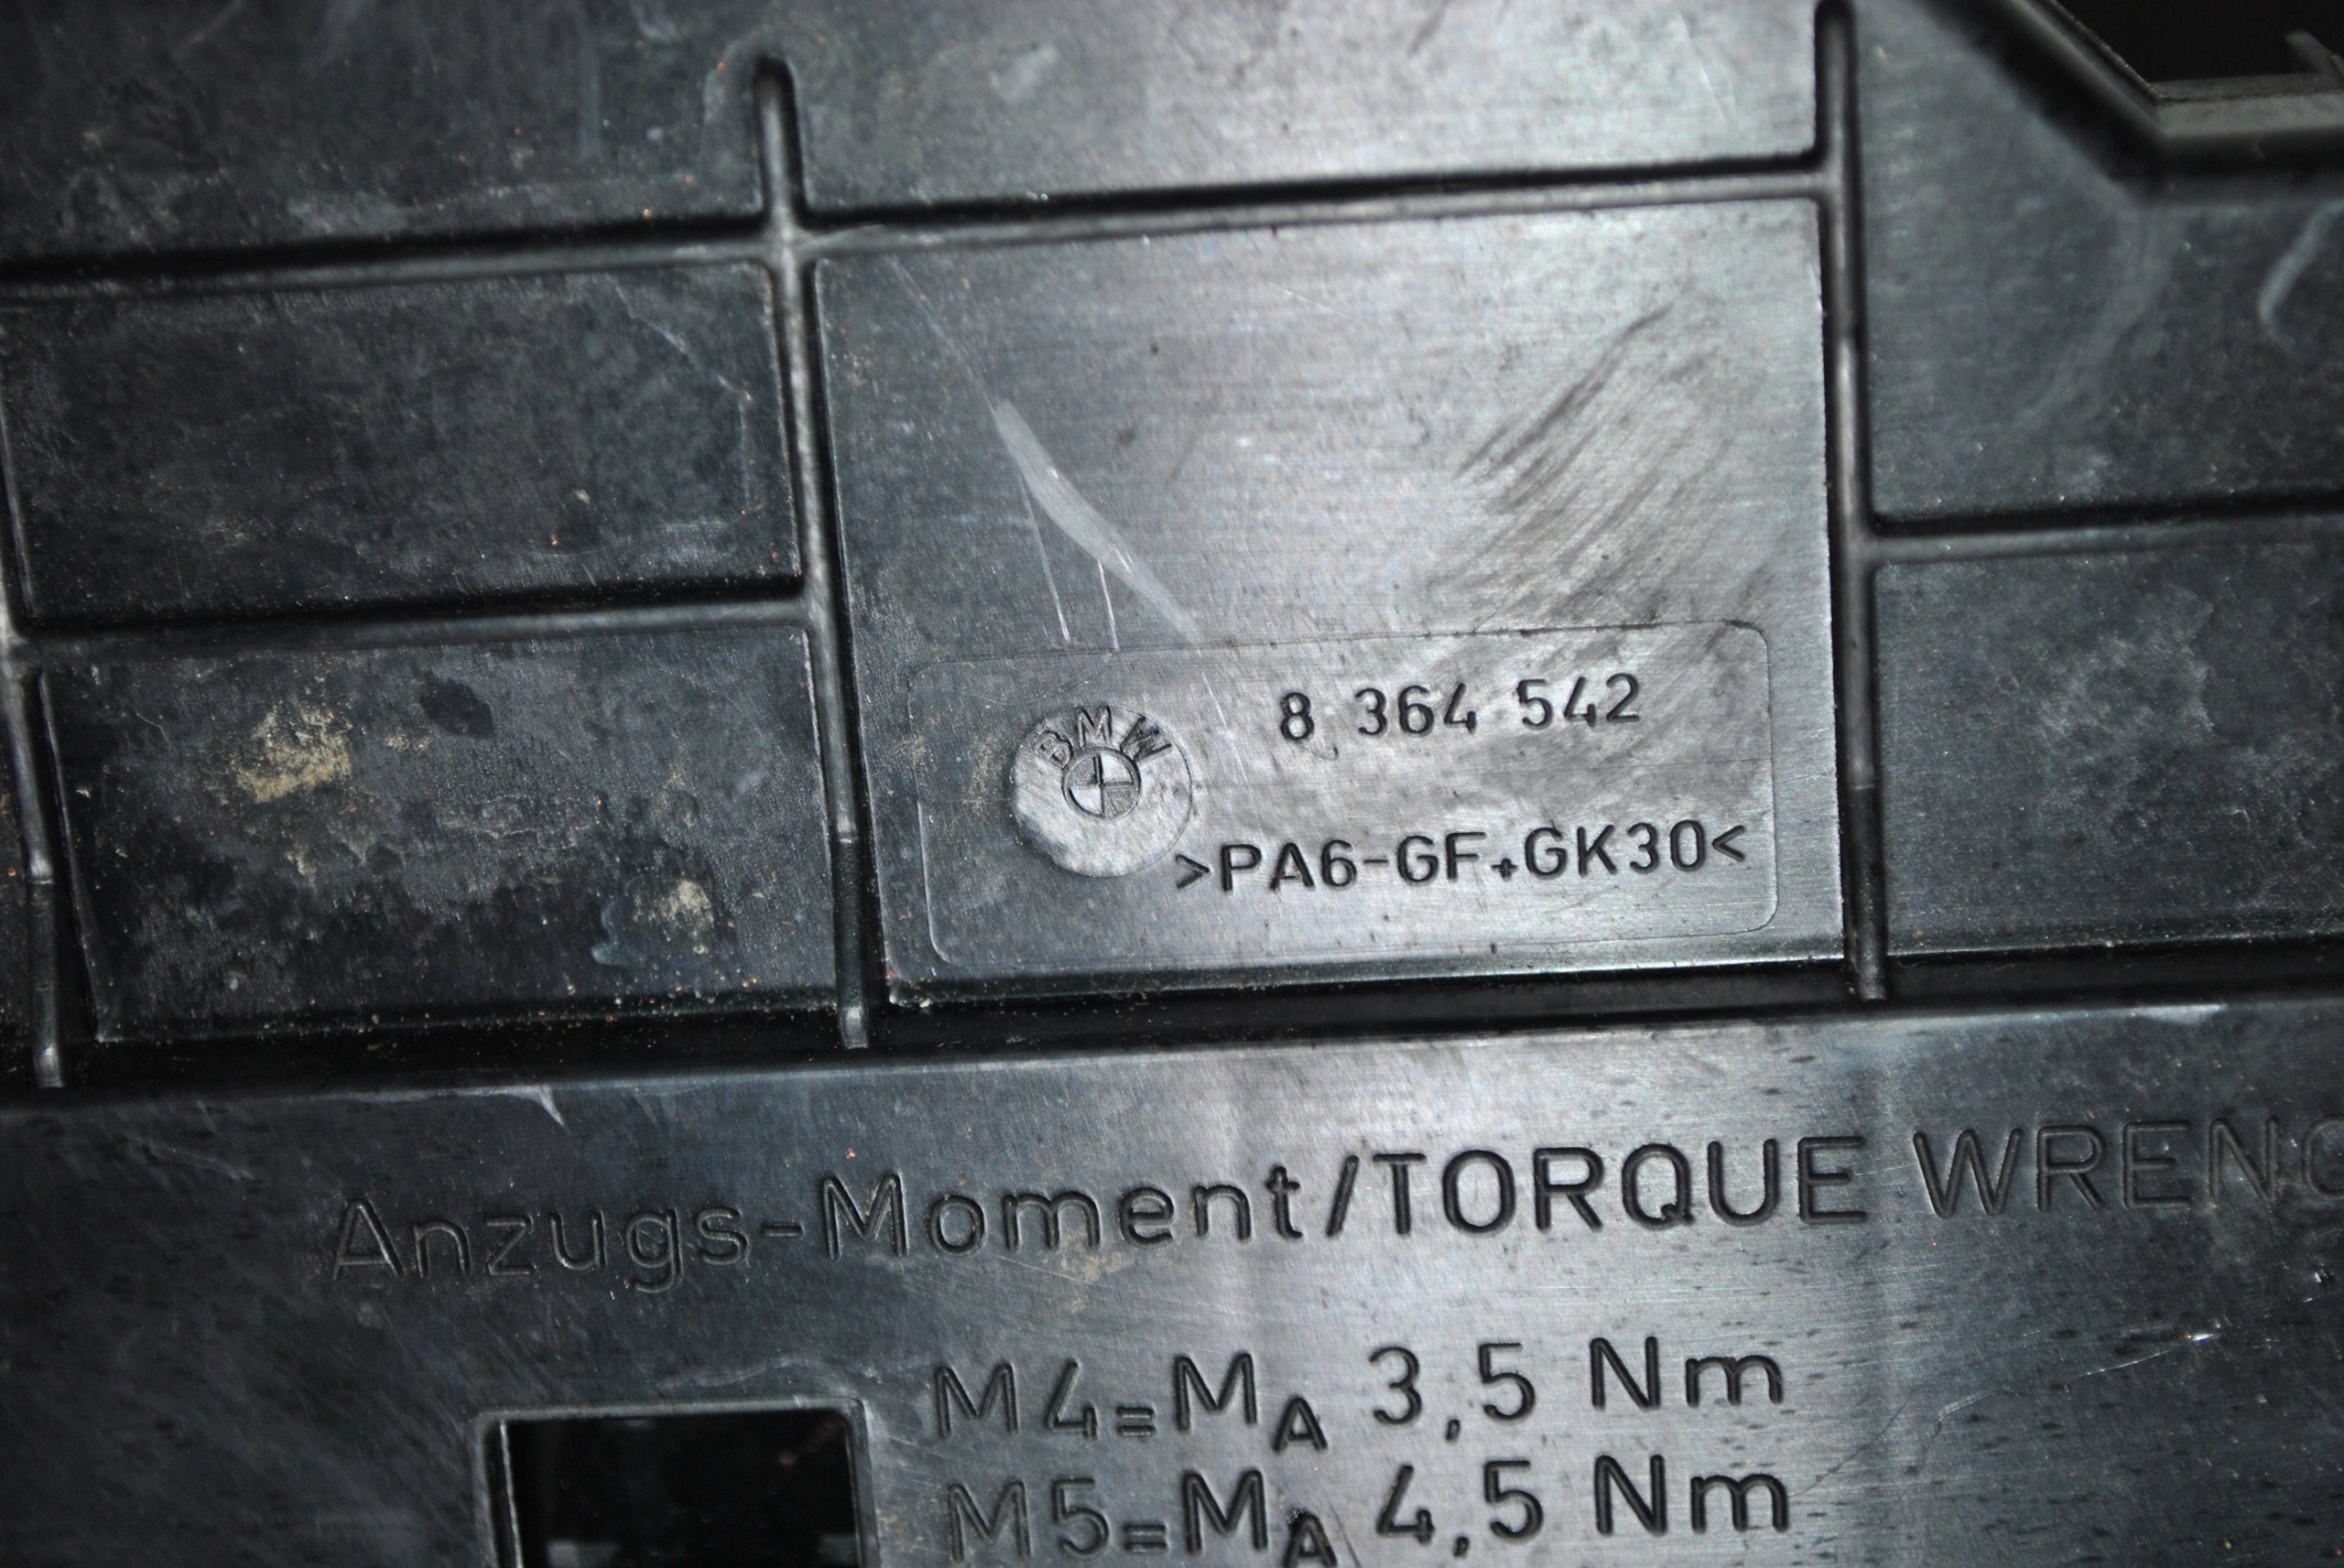 8 364 542
BMW
>PA6-GF+GK30<
Anzugs-Moment/TORQUE WRENC
M4=MA 3,5 Nm
M5=MA 4,5 Nm